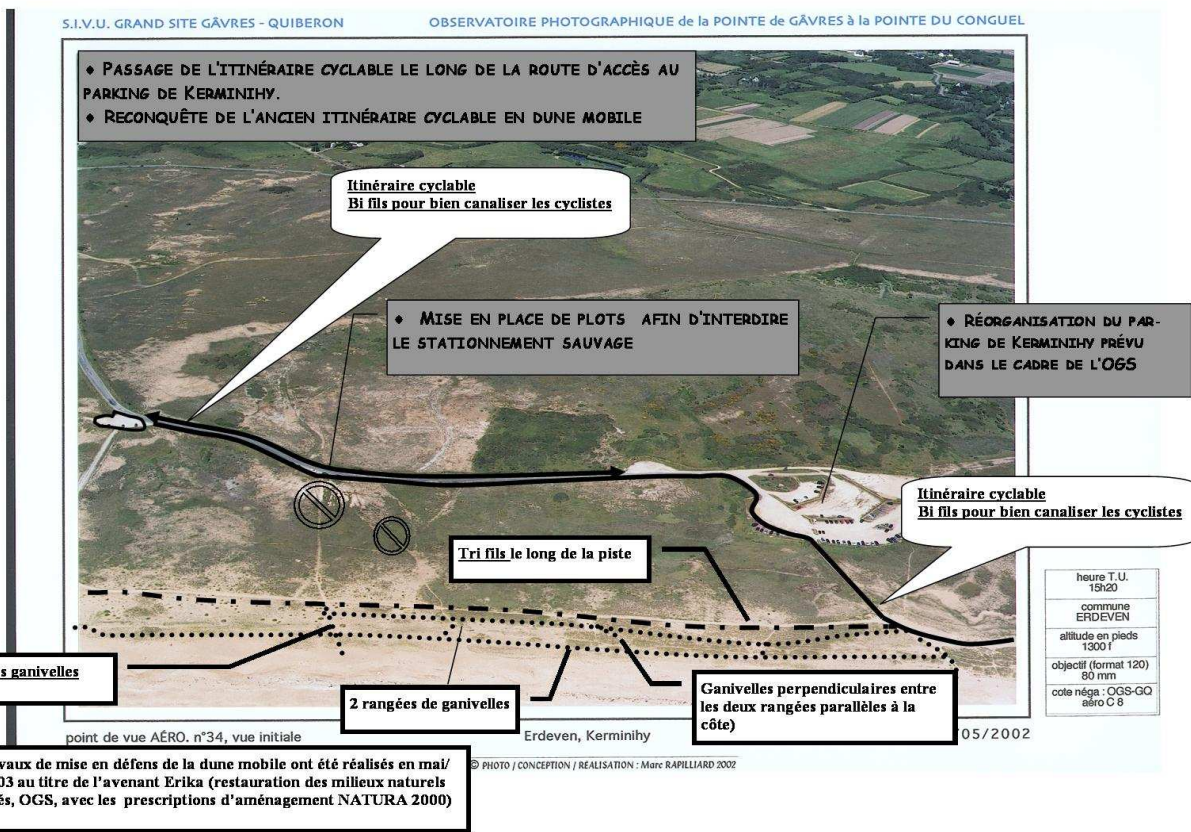 S.I.V.U. GRAND SITE GÂVRES - QUIBERON
OBSERVATOIRE PHOTOGRAPHIQUE de la POINTE de GÂVRES à la POINTE DU CONGUEL
♦ PASSAGE DE L'ITINÉRAIRE CYCLABLE LE LONG DE LA ROUTE D'ACCÈS AU
PARKING DE KERMINIHY.
♦ RECONQUÊTE DE L'ANCIEN ITINÉRAIRE CYCLABLE EN DUNE MOBILE
Itinéraire cyclable
Bi fils pour bien canaliser les cyclistes
♦ MISE EN PLACE DE PLOTS AFIN D'INTERDIRE
LE STATIONNEMENT SAUVAGE
♦ RÉORGANISATION DU PAR-
KING DE KERMINIHY PRÉVU
DANS LE CADRE DE L'OGS
Itinéraire cyclable
Bi fils pour bien canaliser les cyclistes
Tri fils le long de la piste
heure T.U.
15h20
commune
ERDEVEN
altitude en pieds
1300 f
objectif (format 120)
80 mm
cote néga : OGS-GQ
aéro C 8
ganivelles
2 rangées de ganivelles
Ganivelles perpendiculaires entre
les deux rangées parallèles à la
côte)
point de vue AÉRO. n°34, vue initiale
Erdeven, Kerminihy
/05/2002
© PHOTO / CONCEPTION / REALISATION : Marc RAPILLIARD 2002
vaux de mise en défens de la dune mobile ont été réalisés en mai/
03 au titre de l'avenant Erika (restauration des milieux naturels
és, OGS, avec les prescriptions d'aménagement NATURA 2000)